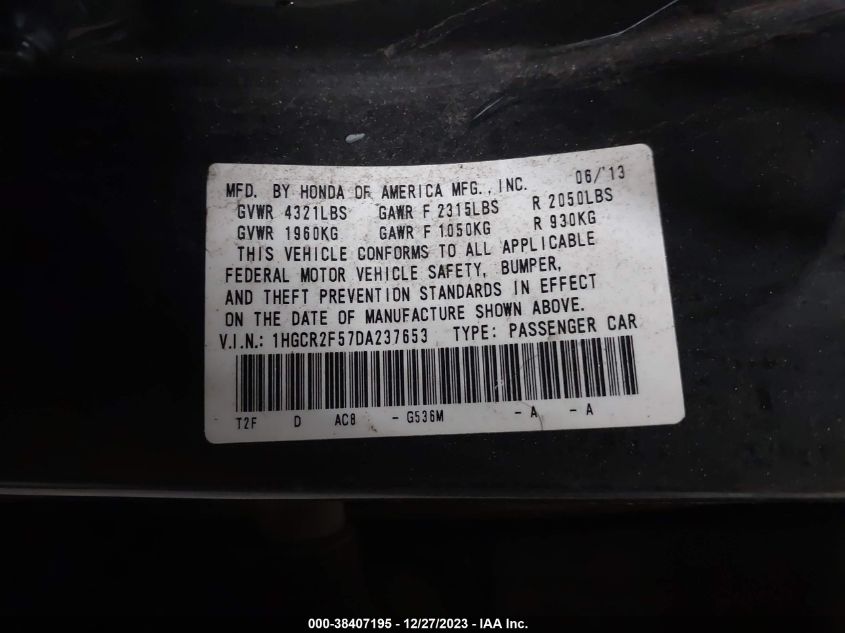 MFD. BY HONDA OF AMERICA MFG., INC. 06/'13
GVWR 4321LBS GAWR F 2315LBS R 2050LBS
GVWR 1960KG GAWR F 1050KG R 930KG
THIS VEHICLE CONFORMS TO ALL APPLICABLE
FEDERAL MOTOR VEHICLE SAFETY, BUMPER,
AND THEFT PREVENTION STANDARDS IN EFFECT
ON THE DATE OF MANUFACTURE SHOWN ABOVE.
V.I.N.: 1HGCR2F57DA237653 TYPE: PASSENGER CAR
T2F D AC8 - G536M - A - A
000-38407195 - 12/27/2023 - IAA Inc.